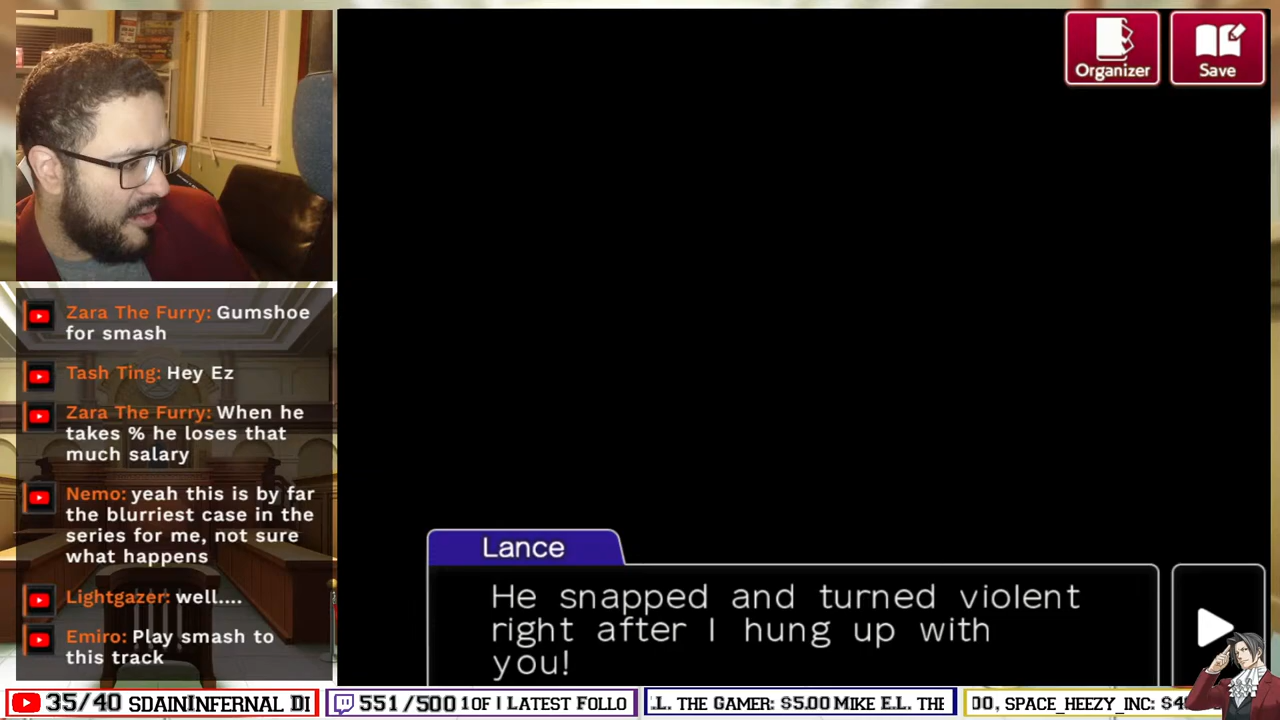 Organizer
Save
Zara The Furry: Gumshoe
for smash
Tash Ting: Hey Ez
Zara The Furry: When he
takes % he loses that
much salary
Nemo: yeah this is by far
the blurriest case in the
series for me, not sure
what happens
Lightgazer: well....
Emiro: Play smash to
this track
Lance
He snapped and turned violent
right after I hung up with
you!
35/40 SDAININFERNAL DI
551/500 1OF 1 LATEST FOLLO
.L. THE GAMER: $5.00 MIKE E.L. THE
00, SPACE_HEEZY_INC: $4